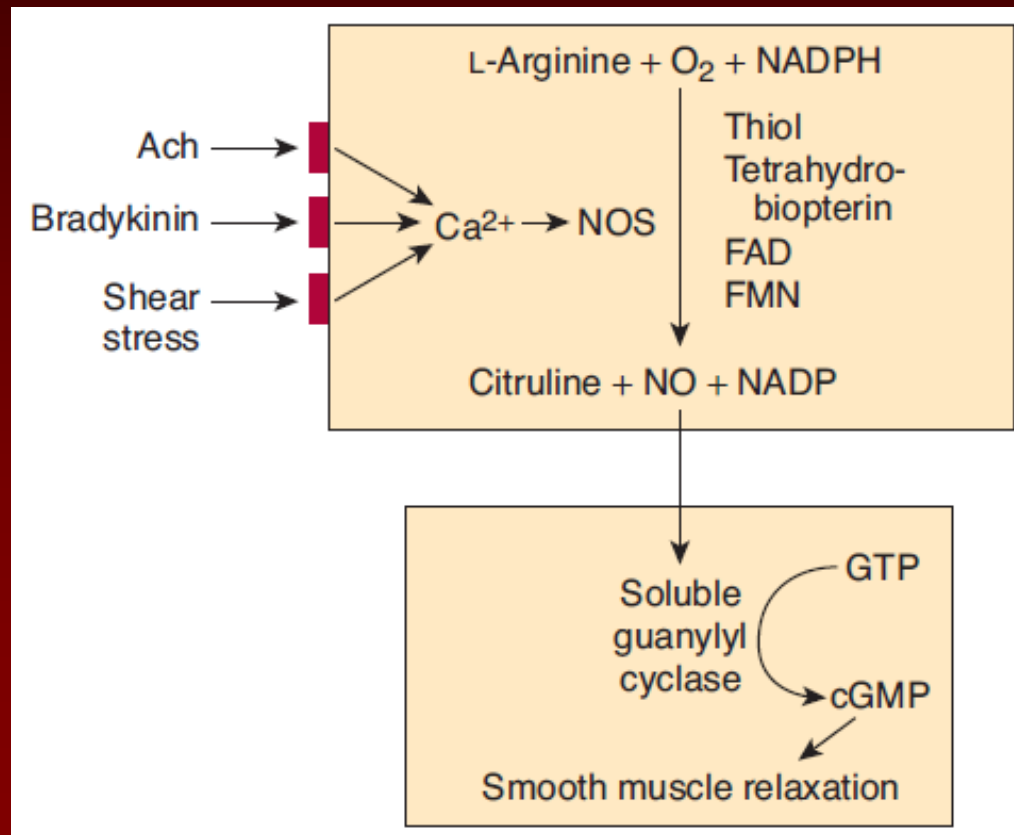 L-Arginine + O₂ + NADPH
Thiol
Tetrahydro-
biopterin
FAD
FMN
Ach
Bradykinin
Shear
stress
Ca²⁺
NOS
Citruline + NO + NADP
Soluble
guanylyl
cyclase
GTP
cGMP
Smooth muscle relaxation